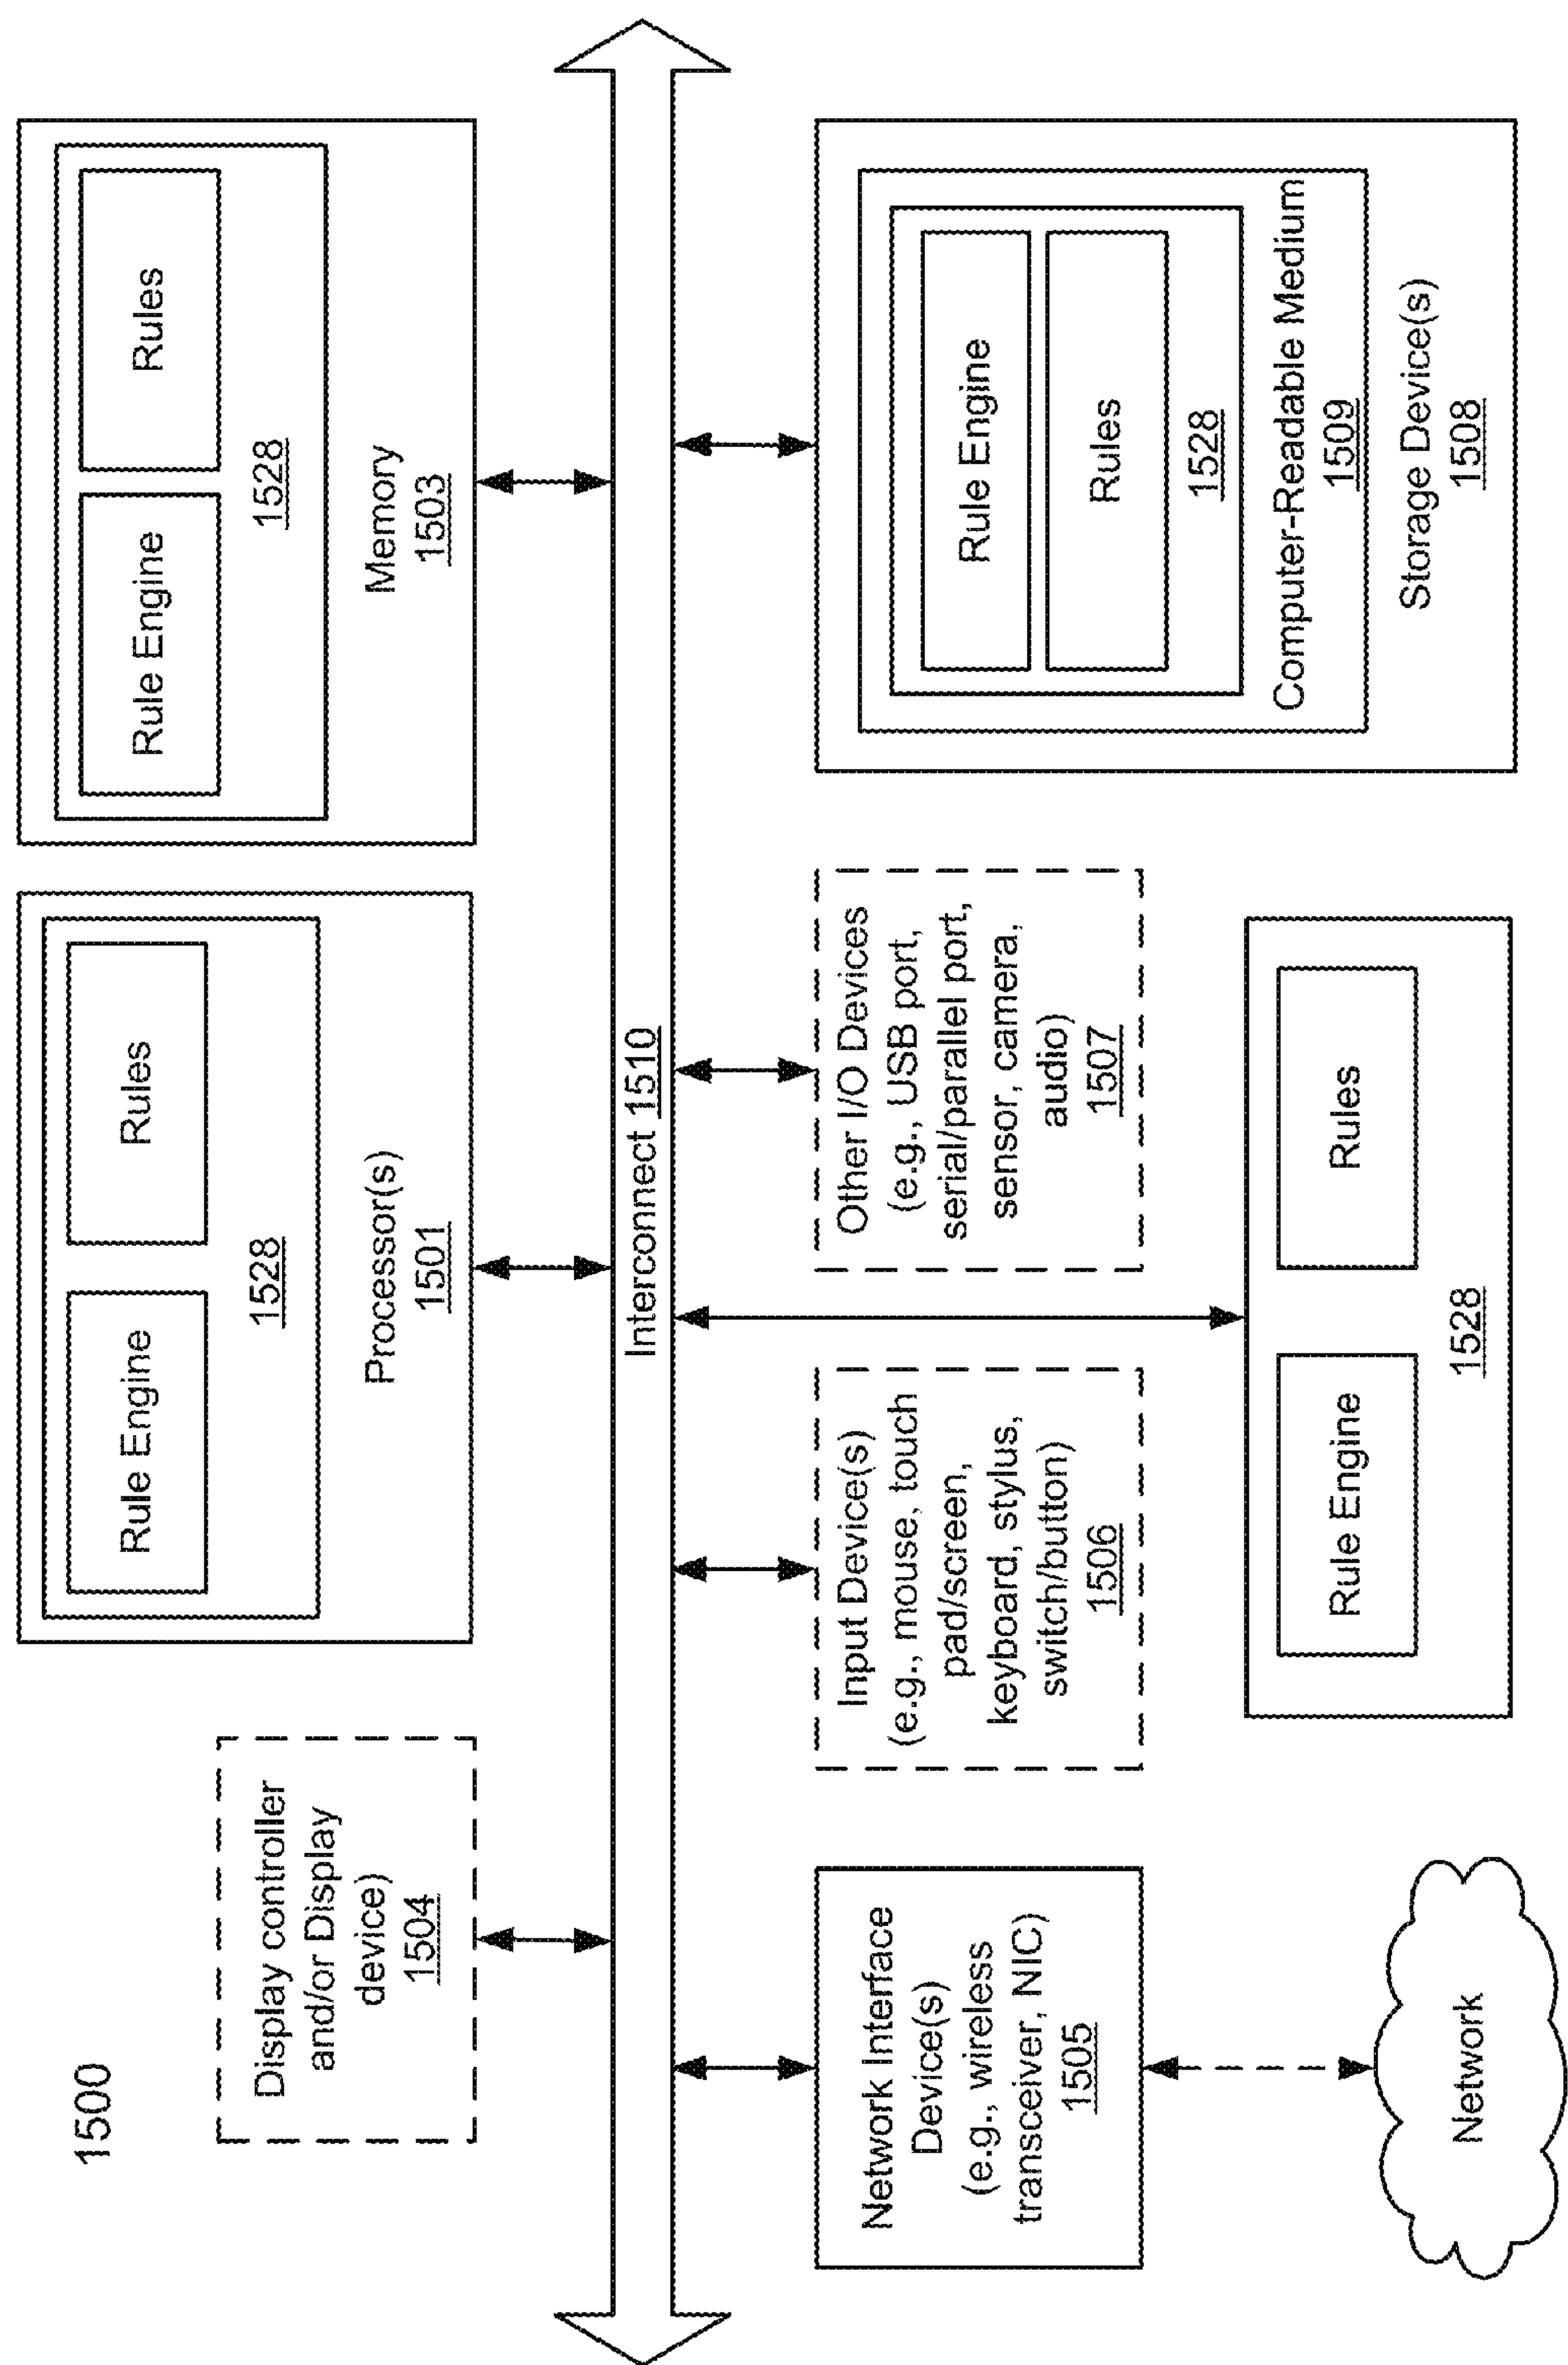 1500
Display controller
and/or Display
device)
1504
Rule Engine
Rules
1528
Processor(s)
1501
Rule Engine
Rules
1528
Memory
1503
Interconnect 1510
Network Interface
Device(s)
(e.g., wireless
transceiver, NIC)
1505
Network
Input Device(s)
(e.g., mouse, touch
pad/screen,
keyboard, stylus,
switch/button)
1506
Other I/O Devices
(e.g., USB port,
serial/parallel port,
sensor, camera,
audio)
1507
Rule Engine
Rules
1528
Rule Engine
Rules
1528
Computer-Readable Medium
1509
Storage Device(s)
1508